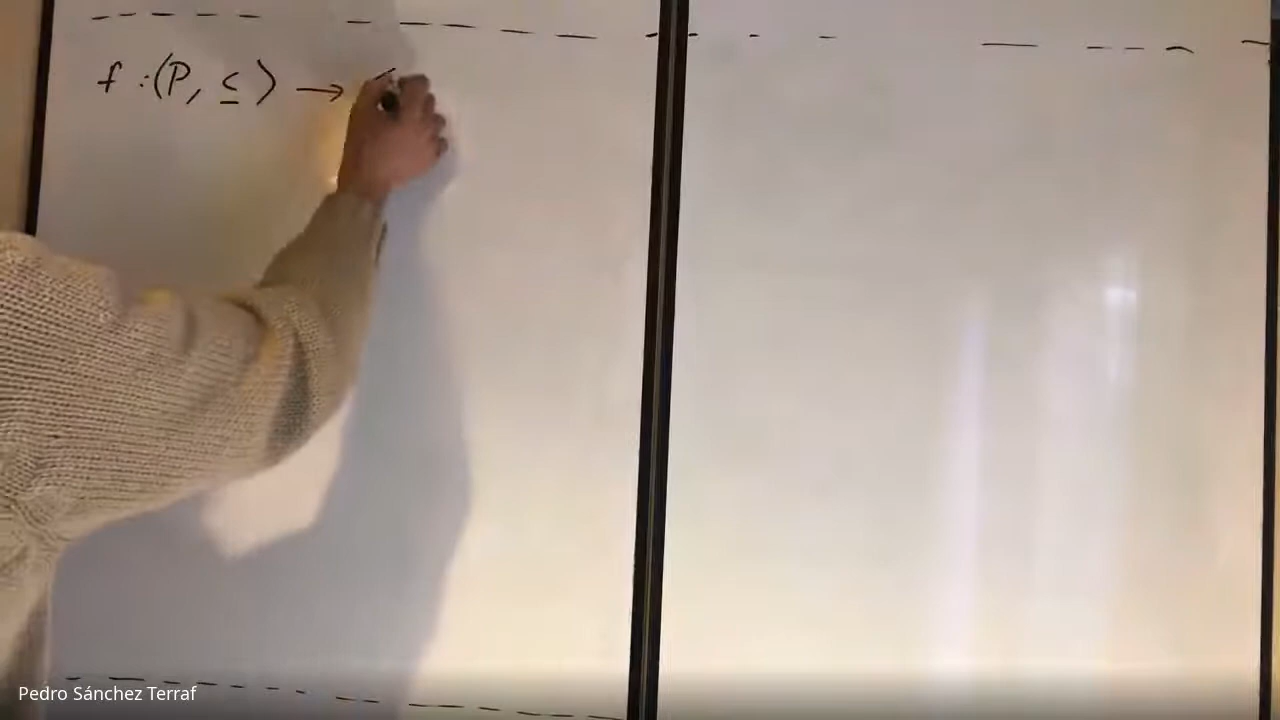 f : (P, ≤ ) →
Pedro Sánchez Terraf